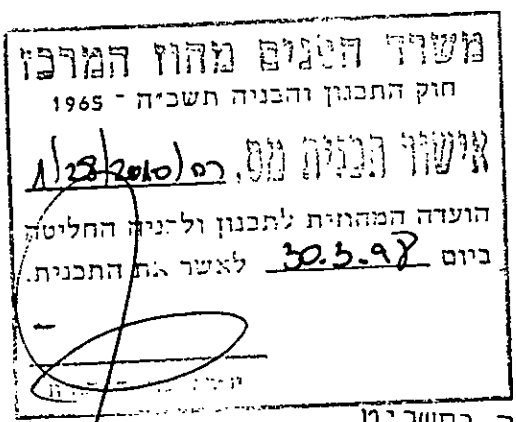 משרד הפנים מחוז המרכז
חוק התכנון והבניה תשכ"ה - 1965
אישור תכנית מס. רח/2010/28/1
הועדה המחוזית לתכנון ולבניה החליטה
ביום 30.3.98 לאשר את התכנית.